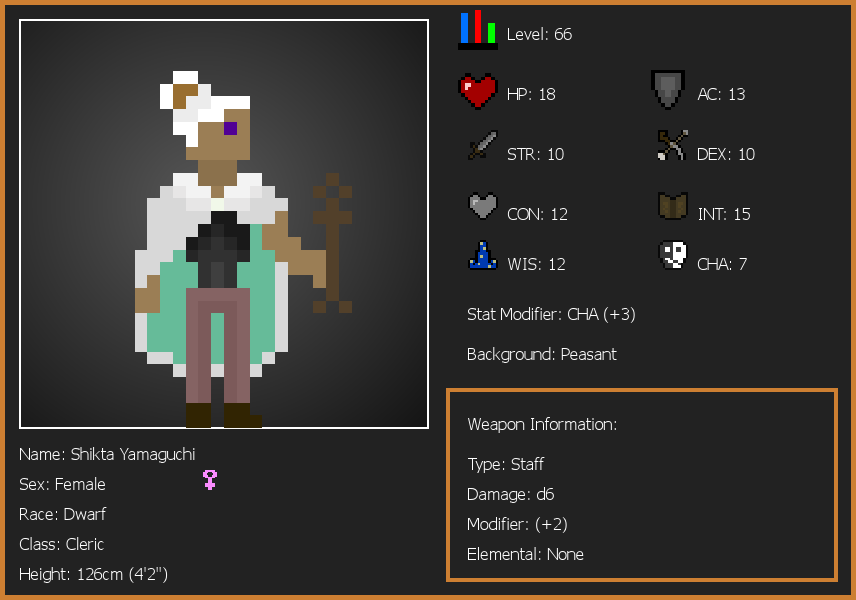 Level: 66
HP: 18
AC: 13
STR: 10
DEX: 10
CON: 12
INT: 15
WIS: 12
CHA: 7
Stat Modifier: CHA (+3)
Background: Peasant
Weapon Information:
Type: Staff
Damage: d6
Modifier: (+2)
Elemental: None
Name: Shikta Yamaguchi
Sex: Female
Race: Dwarf
Class: Cleric
Height: 126cm (4'2")